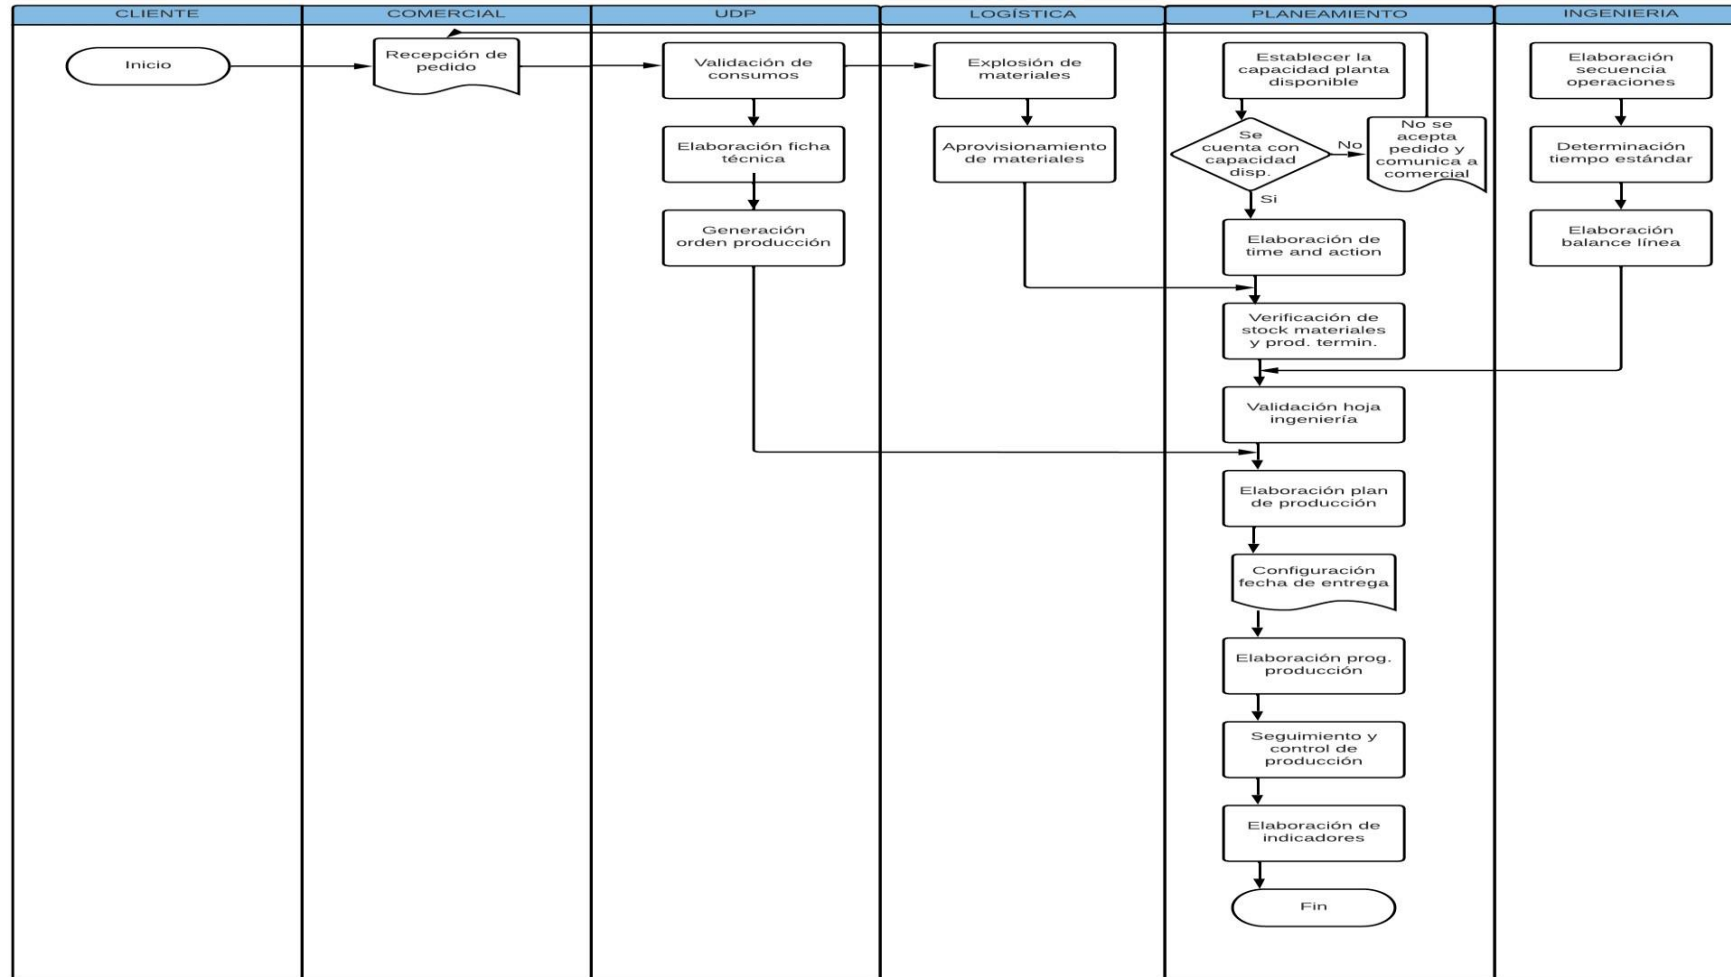 CLIENTE
COMERCIAL
UDP
LOGÍSTICA
PLANEAMIENTO
INGENIERIA
Inicio
Recepción de
pedido
Validación de
consumos
Elaboración ficha
técnica
Generación
orden producción
Explosión de
materiales
Aprovisionamiento
de materiales
Establecer la
capacidad planta
disponible
Se
cuenta con
capacidad
disp.
No
No se
acepta
pedido y
comunica a
comercial
Si
Elaboración de
time and action
Verificación de
stock materiales
y prod. termin.
Validación hoja
ingeniería
Elaboración plan
de producción
Configuración
fecha de entrega
Elaboración prog.
producción
Seguimiento y
control de
producción
Elaboración de
indicadores
Fin
Elaboración
secuencia
operaciones
Determinación
tiempo estándar
Elaboración
balance línea